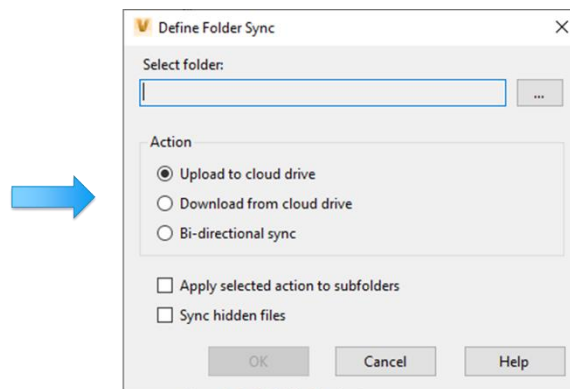 Define Folder Sync
Select folder:
...
Action
Upload to cloud drive
Download from cloud drive
Bi-directional sync
Apply selected action to subfolders
Sync hidden files
OK Cancel Help